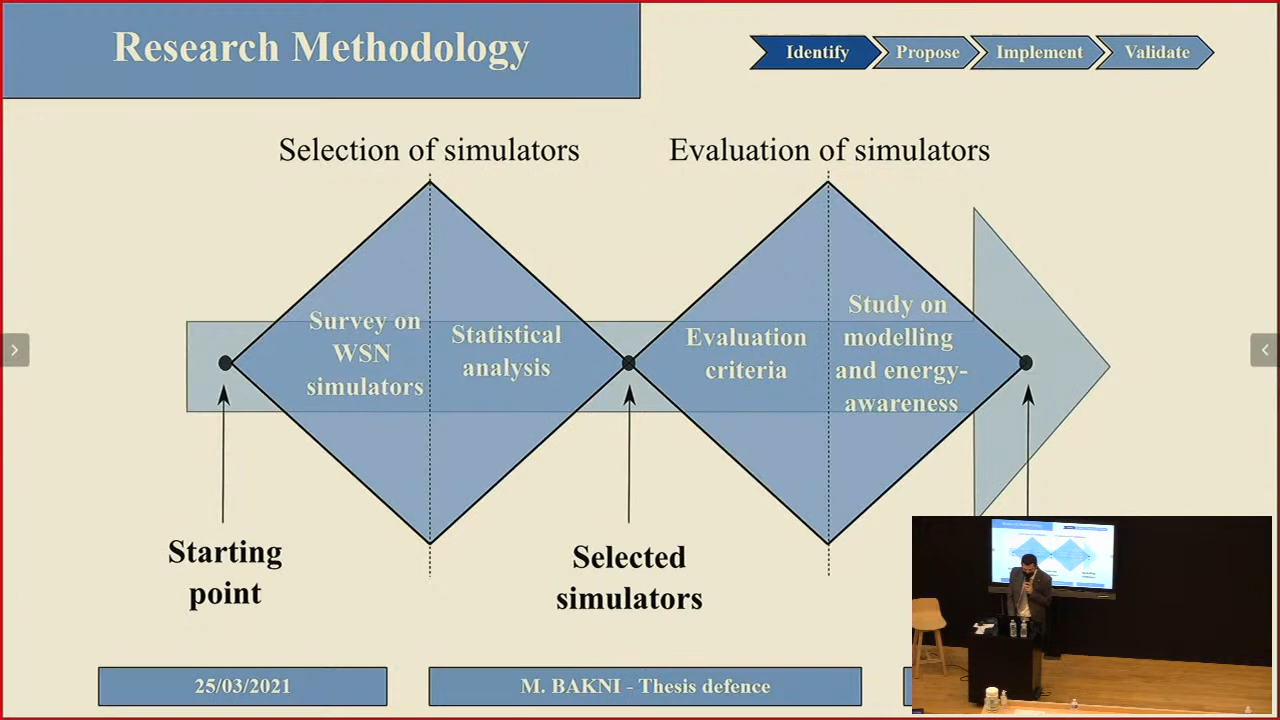 Research Methodology
Identify
Propose
Implement
Validate
Selection of simulators
Evaluation of simulators
Survey on
WSN
simulators
Statistical
analysis
Evaluation
criteria
Study on
modelling
and energy-
awareness
Starting
point
Selected
simulators
25/03/2021
M. BAKNI - Thesis defence